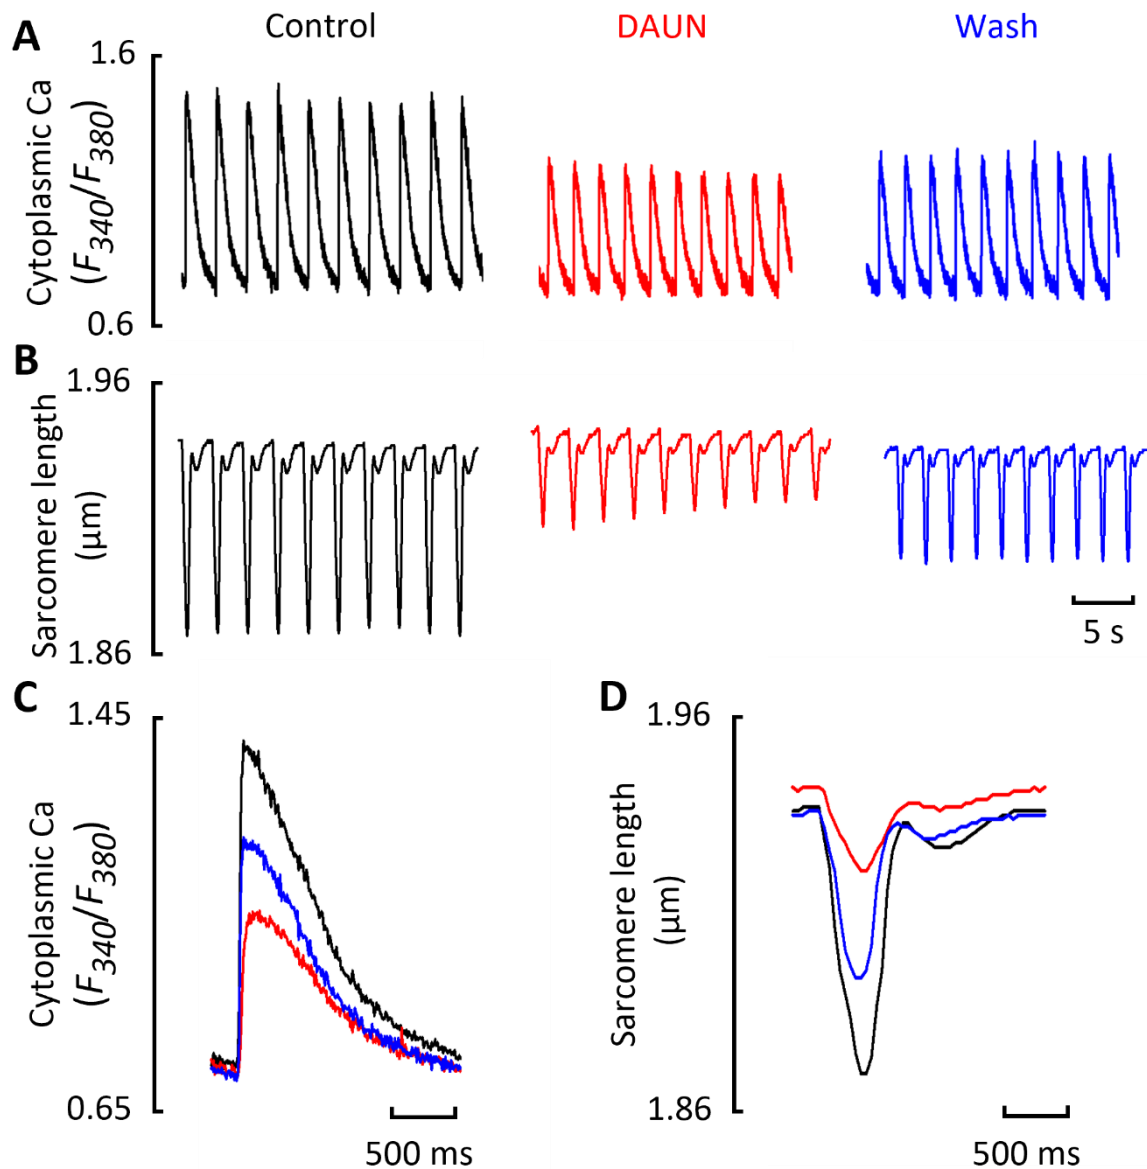 A
Control
DAUN
Wash
1.6
Cytoplasmic Ca
(F340/F380)
0.6
B
1.96
Sarcomere length
(μm)
1.86
5 s
C
1.45
Cytoplasmic Ca
(F340/F380)
0.65
500 ms
D
1.96
Sarcomere length
(μm)
1.86
500 ms